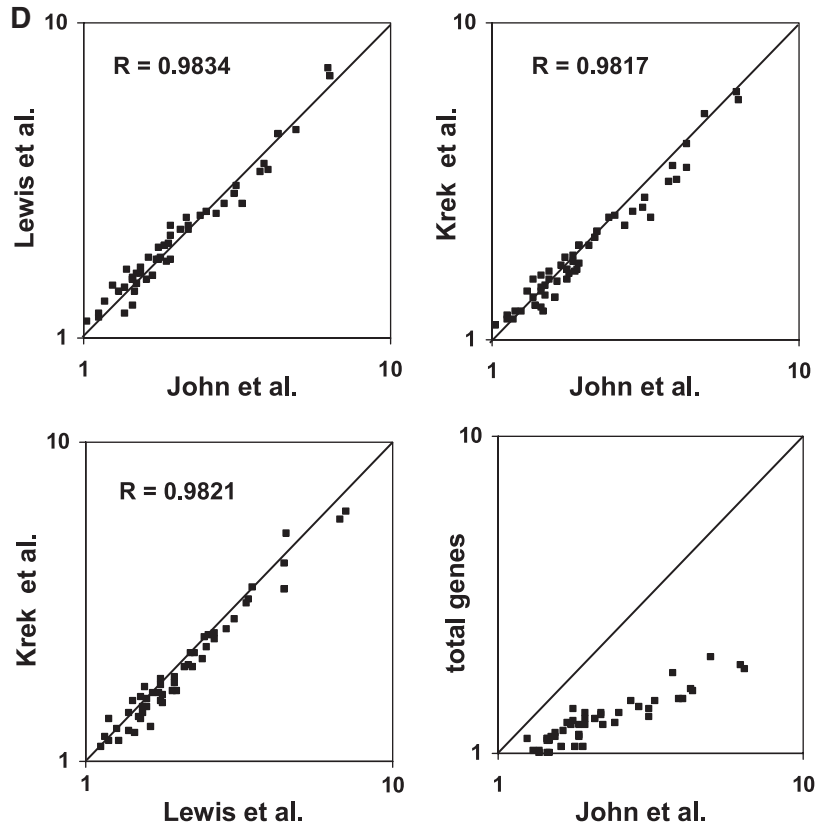 D
10
R = 0.9834
Lewis et al.
1
1
10
John et al.
10
R = 0.9817
Krek et al.
1
1
10
John et al.
10
R = 0.9821
Krek et al.
1
1
10
Lewis et al.
10
total genes
1
1
10
John et al.